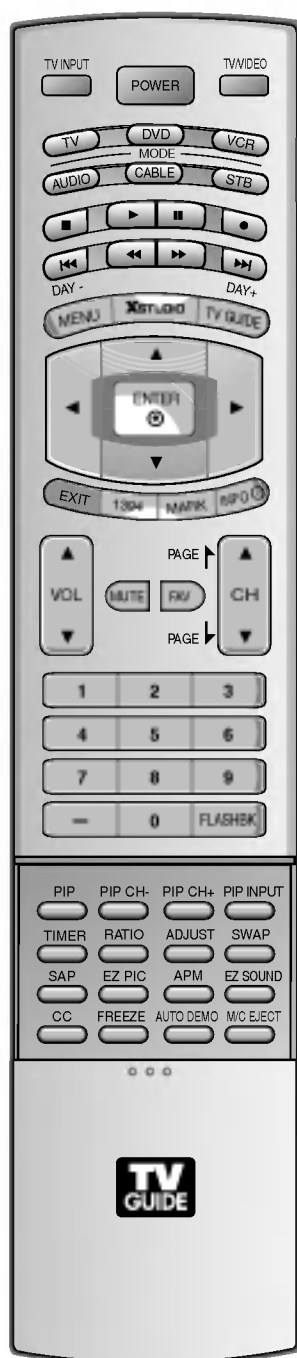 TV INPUT POWER TV/VIDEO
TV DVD VCR
MODE
AUDIO CABLE STB
DAY - DAY+
MENU XSTUDIO TV GUIDE
ENTER
EXIT 1394 MARK INFO
PAGE
VOL MUTE FAV CH
PAGE
1 2 3
4 5 6
7 8 9
— 0 FLASHBK
PIP PIP CH- PIP CH+ PIP INPUT
TIMER RATIO ADJUST SWAP
SAP EZ PIC APM EZ SOUND
CC FREEZE AUTO DEMO M/C EJECT
TV
GUIDE